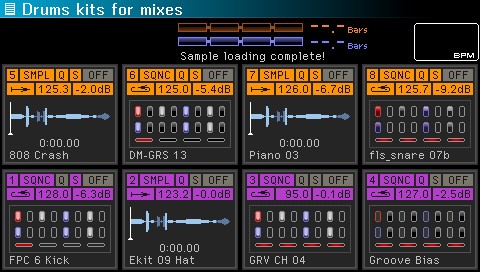 Drums kits for mixes
--.- Bars
--.- Bars
Sample loading complete!
BPM
5 SMPL Q S OFF
125.3 -2.0dB
0:00.00
808 Crash
6 SQNC Q S OFF
125.0 -5.4dB
DM-GRS 13
7 SMPL Q S OFF
126.0 -6.7dB
0:00.00
Piano 03
8 SQNC Q S OFF
125.7 -9.2dB
fls_snare 07b
1 SQNC Q S OFF
128.0 -6.3dB
FPC 6 Kick
2 SMPL Q S OFF
123.2 -0.0dB
0:00.00
Ekit 09 Hat
3 SQNC Q S OFF
95.0 -0.1dB
GRV CH 04
4 SQNC Q S OFF
127.0 -2.5dB
Groove Bias